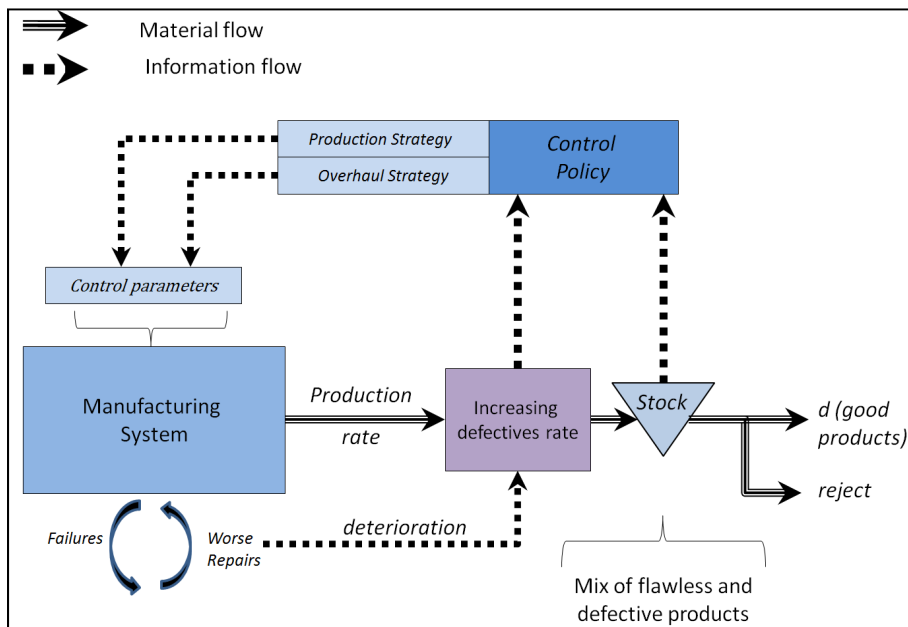 Material flow
Information flow
Production Strategy
Overhaul Strategy
Control
Policy
Control parameters
Manufacturing
System
Production
rate
Increasing
defectives rate
Stock
d (good
products)
reject
Failures
Worse
Repairs
deterioration
Mix of flawless and
defective products